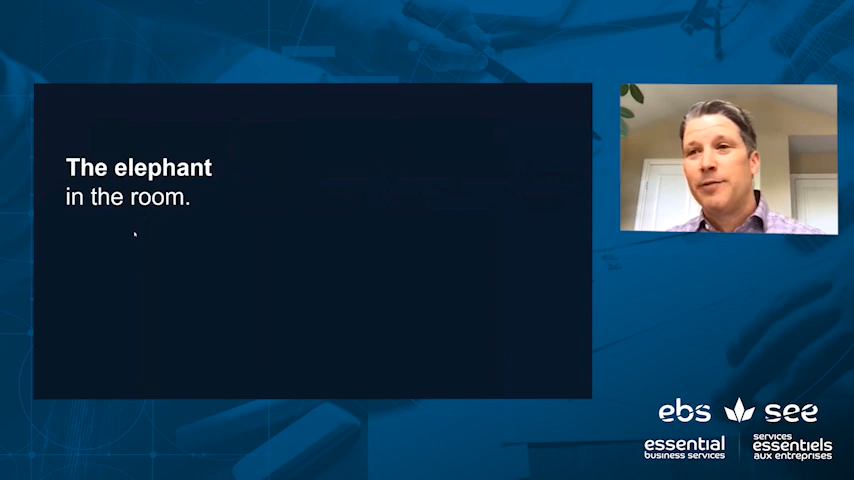 The elephant
in the room.
ebs see
essential
business services
services
essentiels
aux entreprises